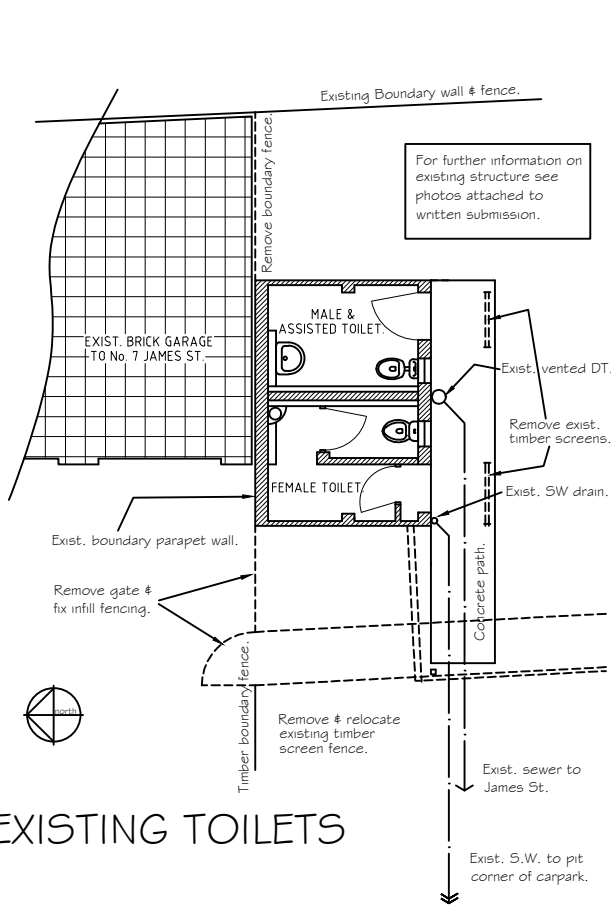 Existing Boundary wall & fence.
Remove boundary fence.
For further information on
existing structure see
photos attached to
written submission.
MALE &
ASSISTED TOILET.
EXIST. BRICK GARAGE
TO No. 7 JAMES ST.
Exist. vented DT.
Remove exist.
timber screens.
FEMALE TOILET
Exist. SW drain.
Exist. boundary parapet wall.
Concrete path.
Remove gate &
fix infill fencing.
Timber boundary fence.
north
Remove & relocate
existing timber
screen fence.
Exist. sewer to
James St.
EXISTING TOILETS
Exist. S.W. to pit
corner of carpark.